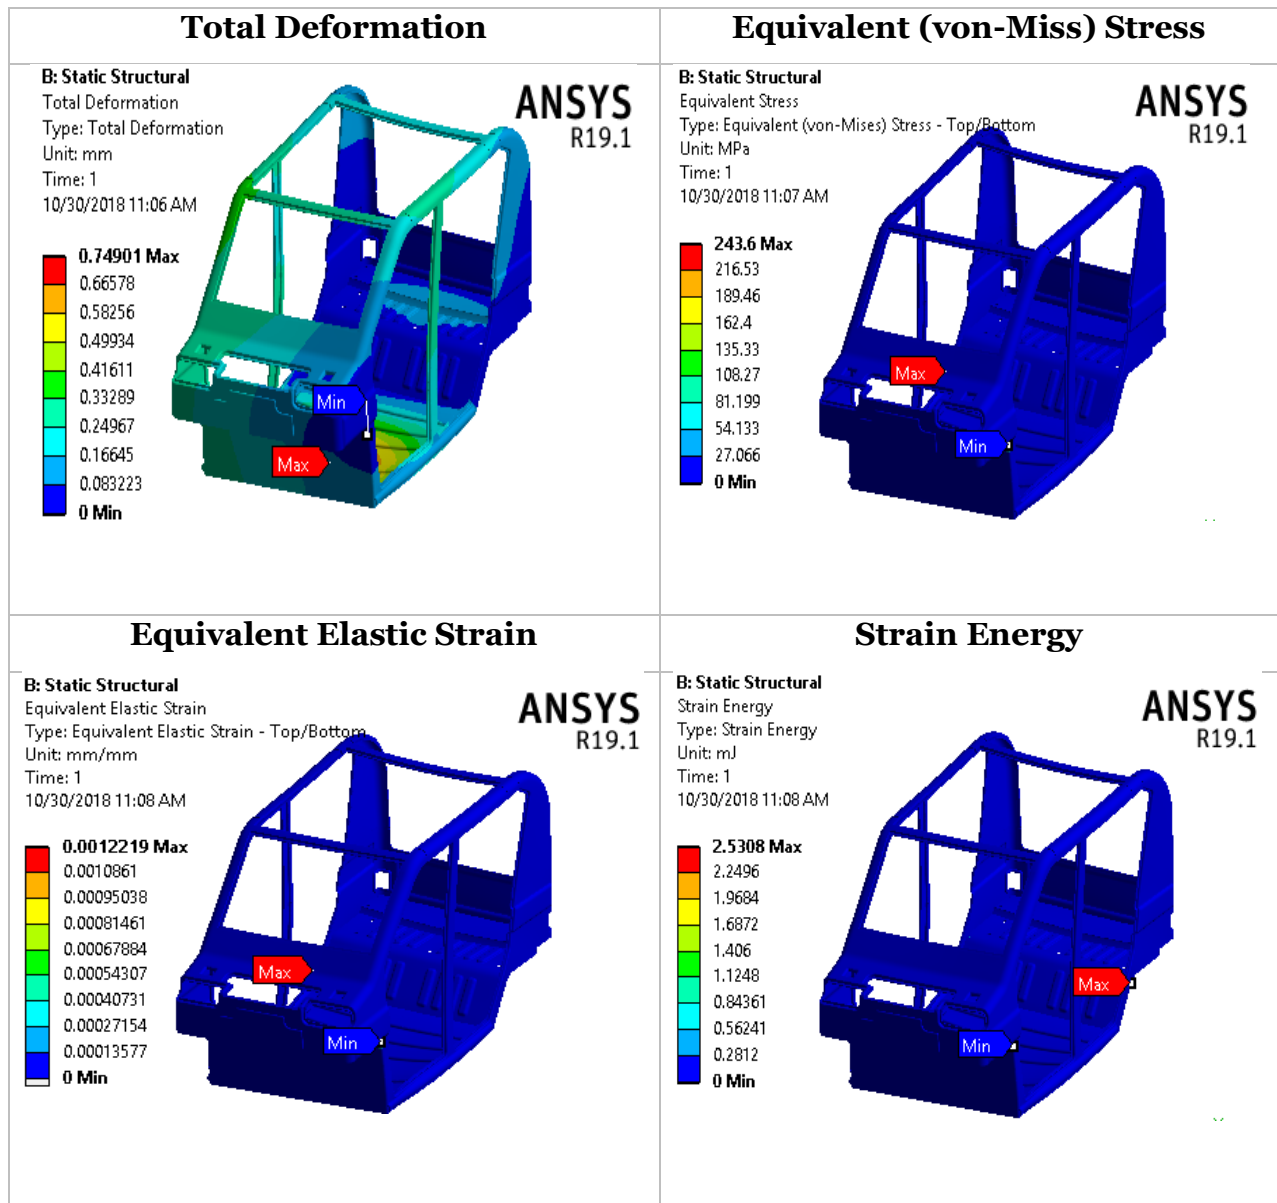 Total Deformation
B: Static Structural
Total Deformation
Type: Total Deformation
Unit: mm
Time: 1
10/30/2018 11:06 AM
ANSYS
R19.1
0.74901 Max
0.66578
0.58256
0.49934
0.41611
0.33289
0.24967
0.16645
0.083223
0 Min
Min
Max
Equivalent (von-Miss) Stress
B: Static Structural
Equivalent Stress
Type: Equivalent (von-Mises) Stress - Top/Bottom
Unit: MPa
Time: 1
10/30/2018 11:07 AM
ANSYS
R19.1
243.6 Max
216.53
189.46
162.4
135.33
108.27
81.199
54.133
27.066
0 Min
Max
Min
Equivalent Elastic Strain
B: Static Structural
Equivalent Elastic Strain
Type: Equivalent Elastic Strain - Top/Bottom
Unit: mm/mm
Time: 1
10/30/2018 11:08 AM
ANSYS
R19.1
0.0012219 Max
0.0010861
0.00095038
0.00081461
0.00067884
0.00054307
0.00040731
0.00027154
0.00013577
0 Min
Max
Min
Strain Energy
B: Static Structural
Strain Energy
Type: Strain Energy
Unit: mJ
Time: 1
10/30/2018 11:08 AM
ANSYS
R19.1
2.5308 Max
2.2496
1.9684
1.6872
1.406
1.1248
0.84361
0.56241
0.2812
0 Min
Max
Min